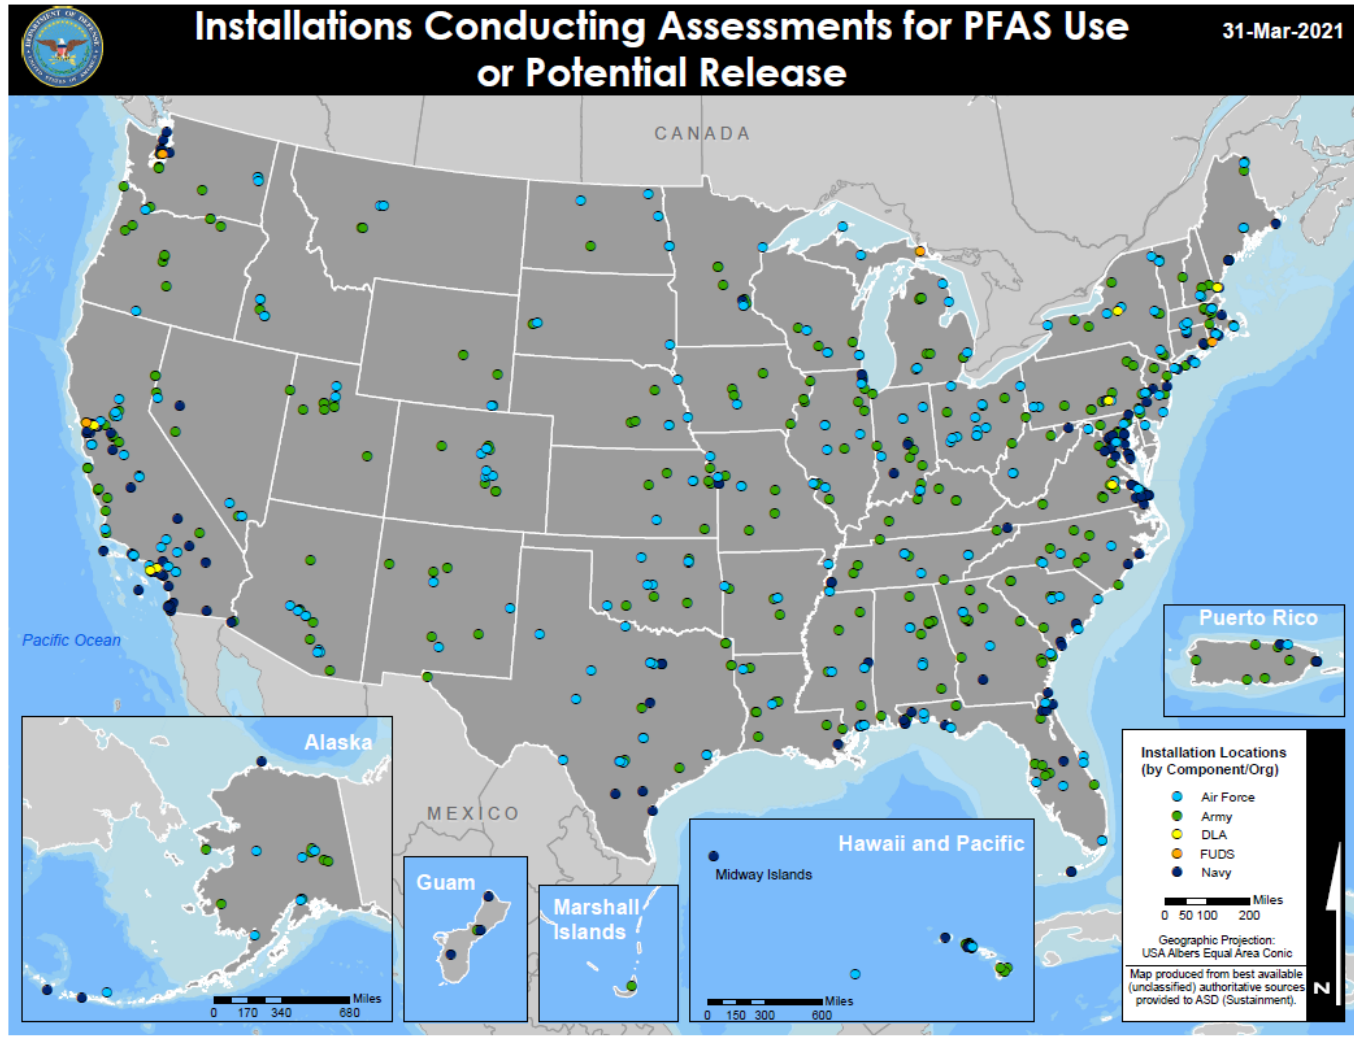 Installations Conducting Assessments for PFAS Use
or Potential Release
31-Mar-2021
CANADA
Pacific Ocean
MEXICO
Puerto Rico
Alaska
Miles
0 170 340 680
Guam
Marshall
Islands
Hawaii and Pacific
Midway Islands
Miles
0 150 300 600
Installation Locations
(by Component/Org)
Air Force
Army
DLA
FUDS
Navy
Miles
0 50 100 200
Geographic Projection:
USA Albers Equal Area Conic
Map produced from best available
(unclassified) authoritative sources
provided to ASD (Sustainment).
N